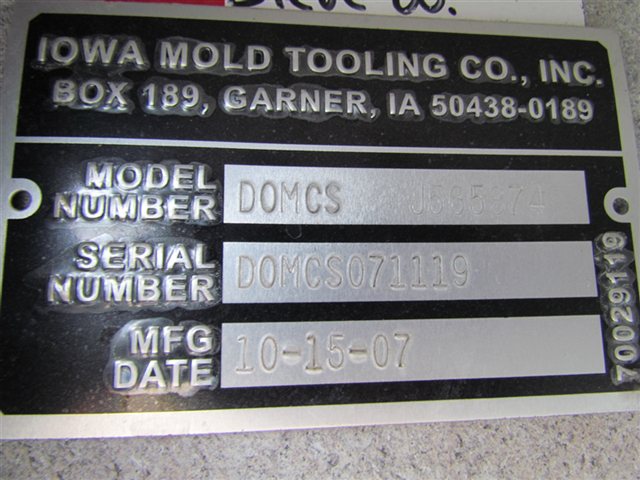 IOWA MOLD TOOLING CO., INC.
BOX 189, GARNER, IA 50438-0189
MODEL NUMBER DOMCS
SERIAL NUMBER DOMCS071119
MFG DATE 10-15-07
70029119